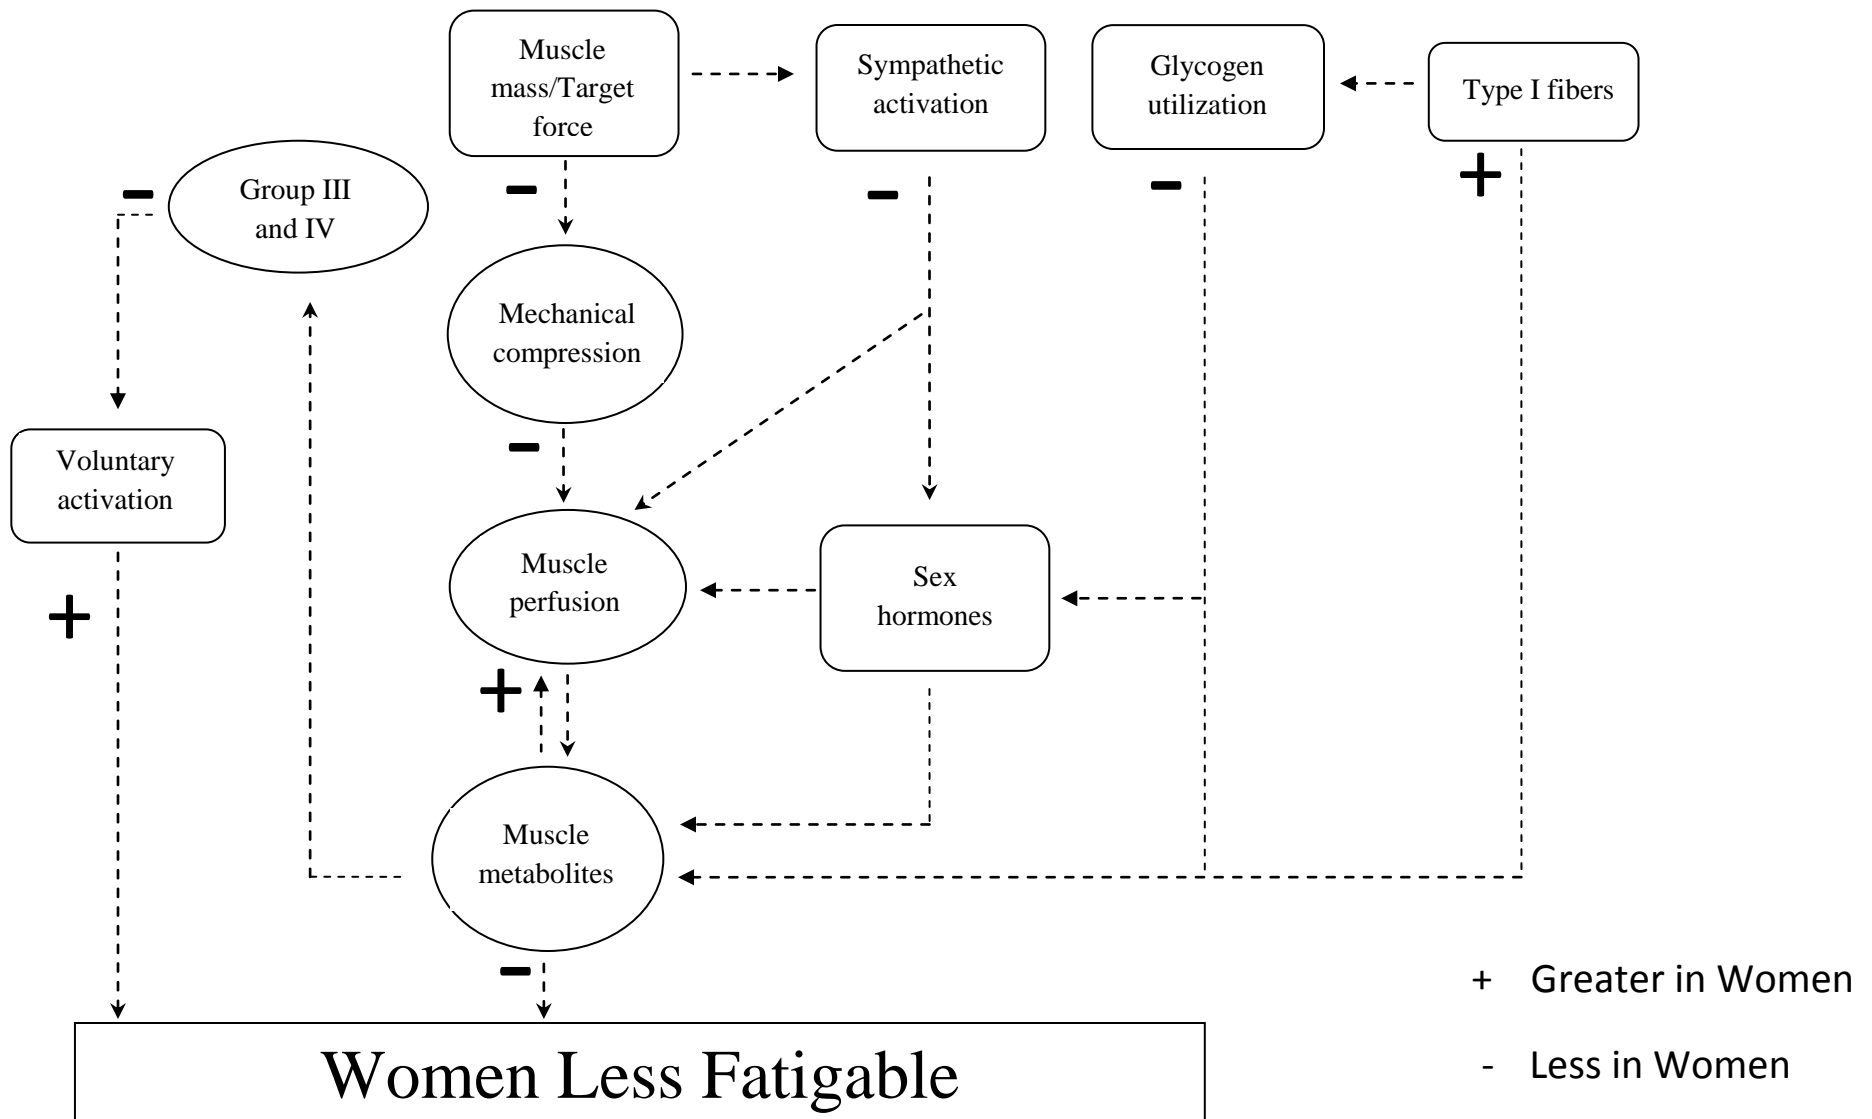 Muscle
mass/Target
force
Sympathetic
activation
Glycogen
utilization
Type I fibers
-
-
-
-
+
Group III
and IV
Mechanical
compression
-
Voluntary
activation
+
Muscle
perfusion
Sex
hormones
+
Muscle
metabolites
-
Women Less Fatigable
+ Greater in Women
- Less in Women